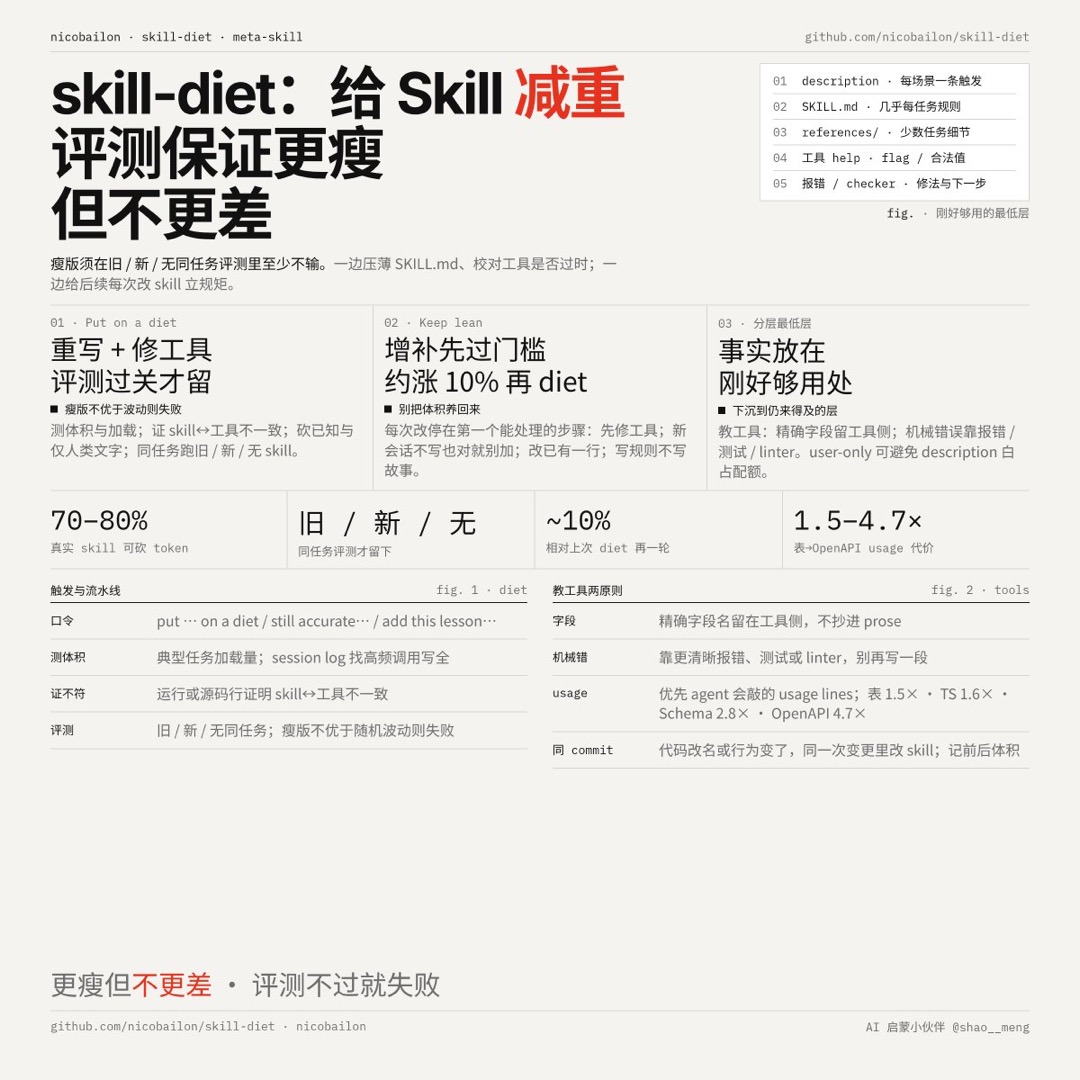 nicobailon · skill-diet · meta-skill
github.com/nicobailon/skill-diet
skill-diet：给 Skill 减重
评测保证更瘦
但不更差
瘦版须在旧 / 新 / 无同任务评测里至少不输。一边压薄 SKILL.md、校对工具是否过时；一
边给后续每次改 skill 立规矩。
01 description · 每场景一条触发
02 SKILL.md · 几乎每任务规则
03 references/ · 少数任务细节
04 工具 help · flag / 合法值
05 报错 / checker · 修法与下一步
fig. · 刚好够用的最低层
01 · Put on a diet
重写 + 修工具
评测过关才留
■ 瘦版不优于波动则失败
测体积与加载；证 skill↔工具不一致；砍已知与
仅人类文字；同任务跑旧 / 新 / 无 skill。
02 · Keep lean
增补先过门槛
约涨 10% 再 diet
■ 别把体积养回来
每次改停在第一个能处理的步骤：先修工具；新
会话不写也对就别加；改已有一行；写规则不写
故事。
03 · 分层最低层
事实放在
刚好够用处
■ 下沉到仍来得及的层
教工具：精确字段留工具侧；机械错误靠报错 /
测试 / linter。user-only 可避免 description 白
占配额。
70–80%
真实 skill 可砍 token
旧 / 新 / 无
同任务评测才留下
~10%
相对上次 diet 再一轮
1.5–4.7×
表→OpenAPI usage 代价
触发与流水线
fig. 1 · diet
口令 put ⋯ on a diet / still accurate⋯ / add this lesson⋯
测体积 典型任务加载量；session log 找高频调用写全
证不符 运行或源码行证明 skill↔工具不一致
评测 旧 / 新 / 无同任务；瘦版不优于随机波动则失败
教工具两原则
fig. 2 · tools
字段 精确字段名留在工具侧，不抄进 prose
机械错 靠更清晰报错、测试或 linter，别再写一段
usage 优先 agent 会敲的 usage lines；表 1.5× · TS 1.6× ·
Schema 2.8× · OpenAPI 4.7×
同 commit 代码改名或行为变了，同一次变更里改 skill；记前后体积
更瘦但不更差 · 评测不过就失败
github.com/nicobailon/skill-diet · nicobailon
AI 启蒙小伙伴 @shao__meng